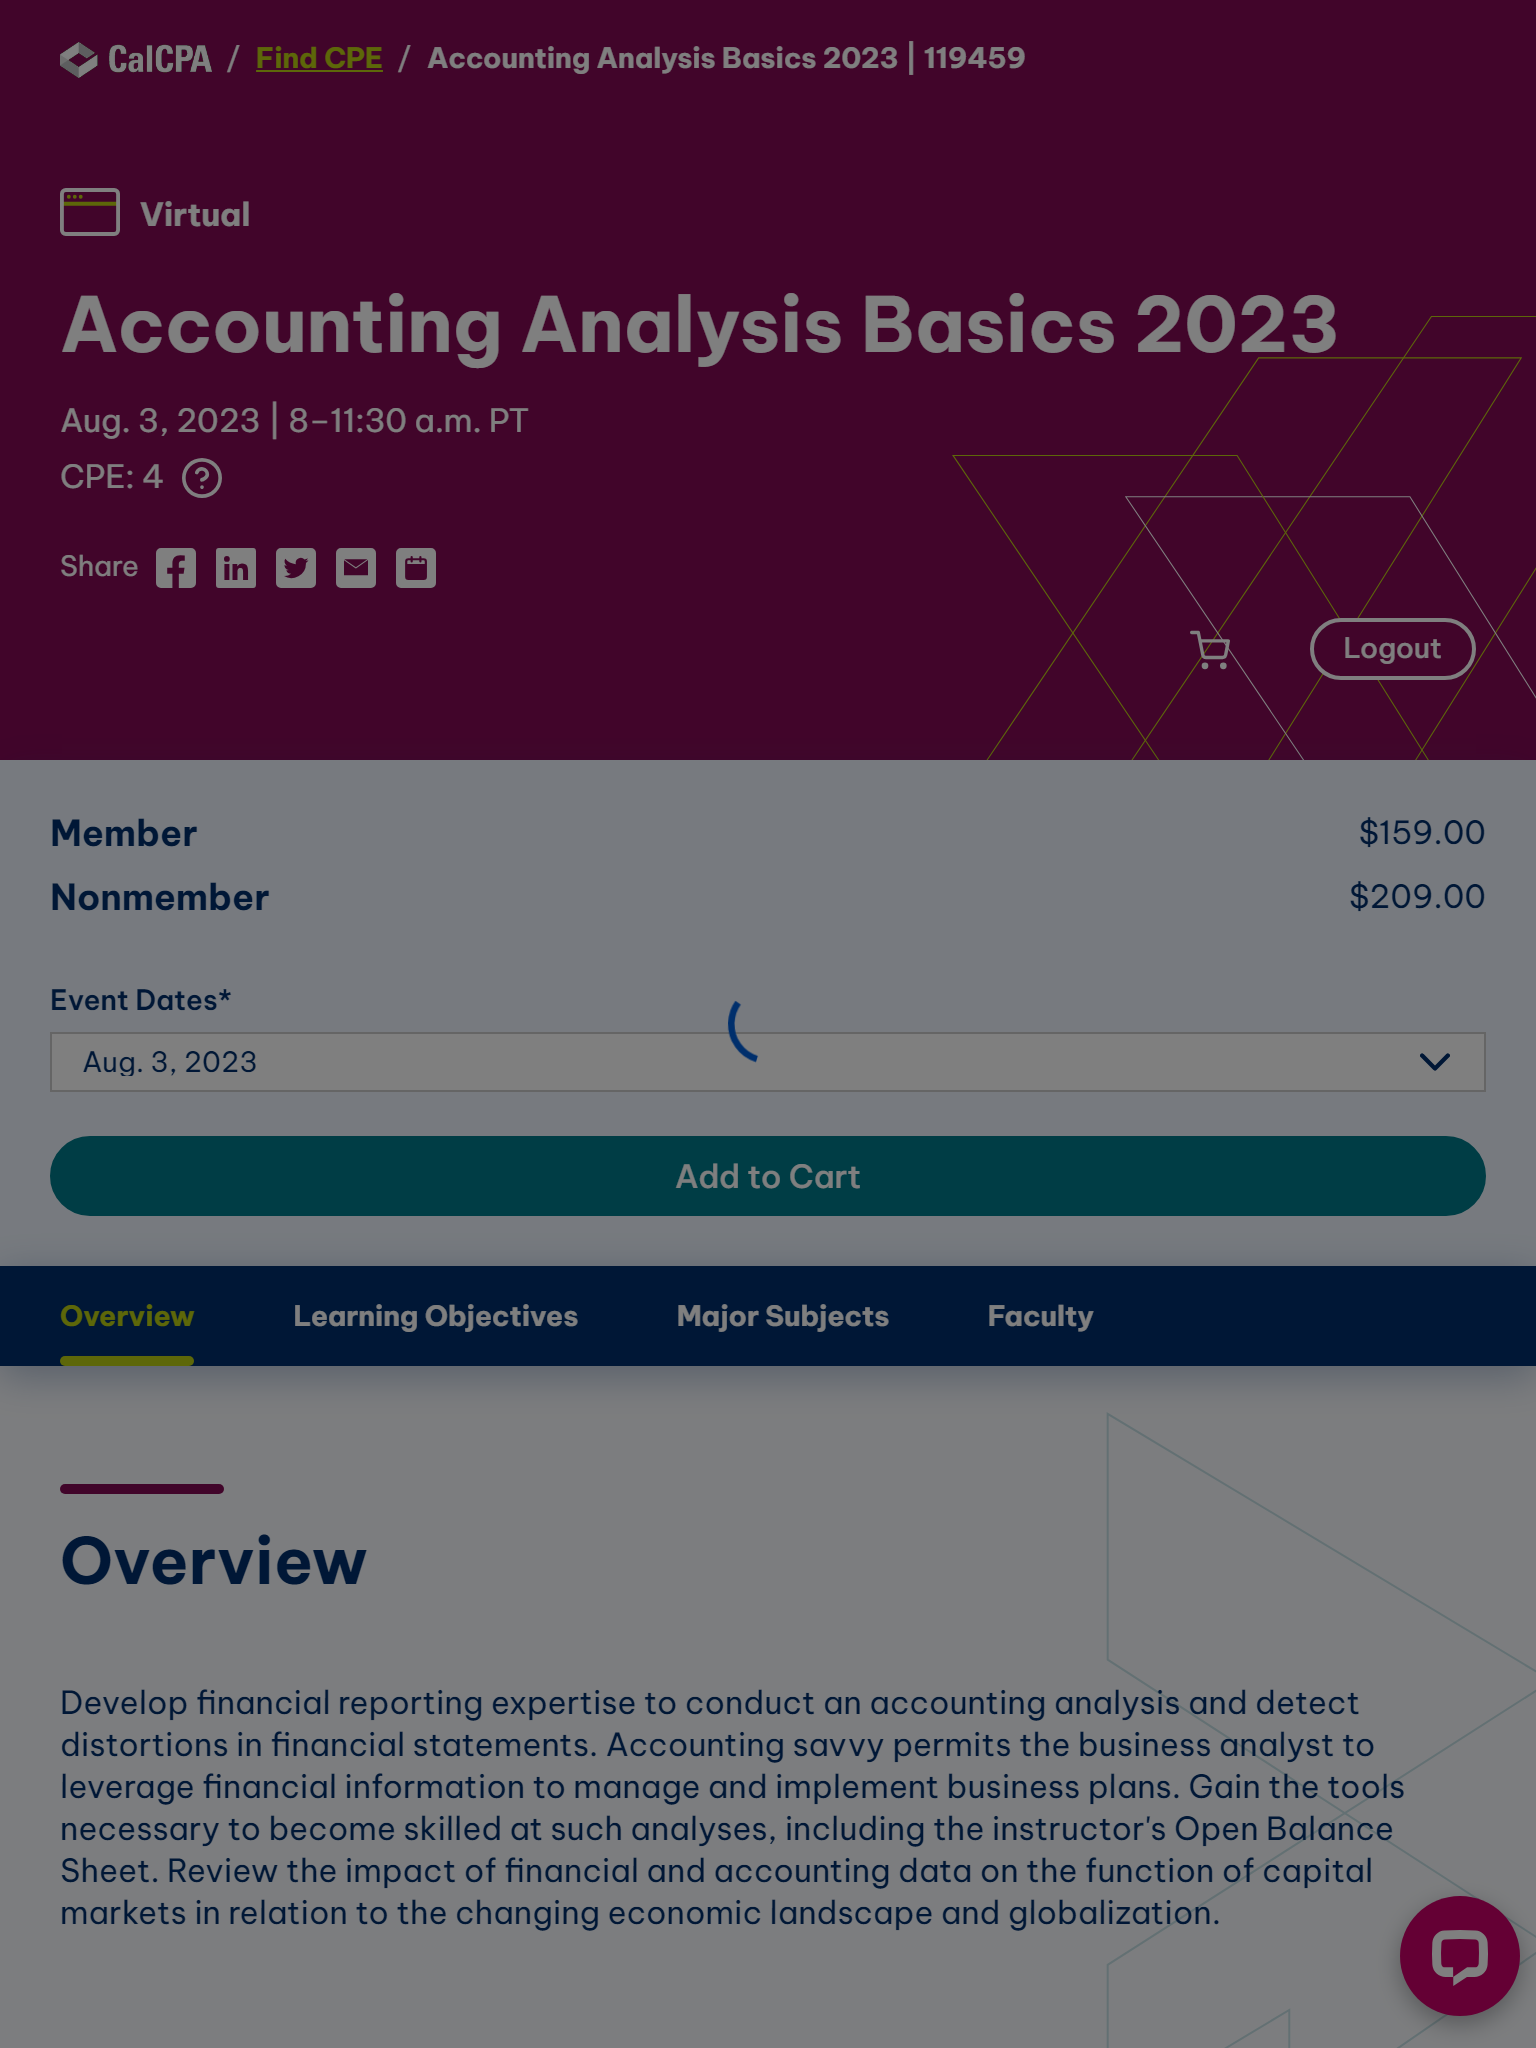 CalCPA / Find CPE / Accounting Analysis Basics 2023 | 119459
Virtual
Accounting Analysis Basics 2023
Aug. 3, 2023 | 8–11:30 a.m. PT
CPE: 4 ?
Share
Logout
Member $159.00
Nonmember $209.00
Event Dates*
Aug. 3, 2023
Add to Cart
Overview Learning Objectives Major Subjects Faculty
Overview
Develop financial reporting expertise to conduct an accounting analysis and detect
distortions in financial statements. Accounting savvy permits the business analyst to
leverage financial information to manage and implement business plans. Gain the tools
necessary to become skilled at such analyses, including the instructor's Open Balance
Sheet. Review the impact of financial and accounting data on the function of capital
markets in relation to the changing economic landscape and globalization.